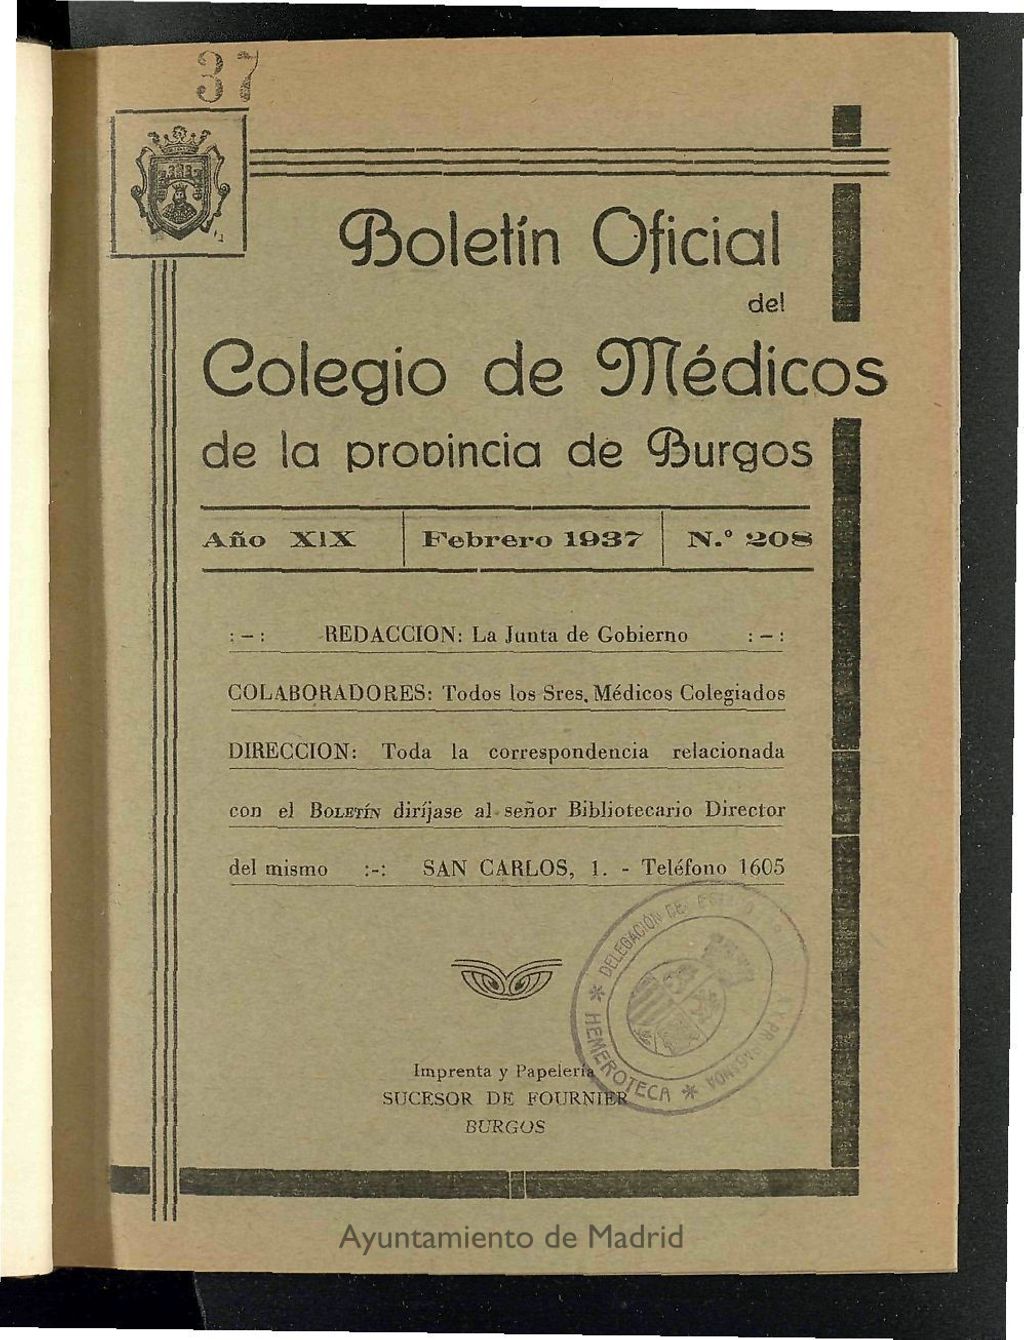 37
Boletín Oficial
del
Colegio de Médicos
de la provincia de Burgos
Año XIX
Febrero 1937
N.º 208
:-: REDACCION: La Junta de Gobierno :-:
COLABORADORES: Todos los Sres. Médicos Colegiados
DIRECCION: Toda la correspondencia relacionada
con el BOLETÍN diríjase al señor Bibliotecario Director
del mismo :-: SAN CARLOS, 1. - Teléfono 1605
* DELEGACIÓN DE
Y PROPAGANDA
* HEMEROTECA *
Imprenta y Papelería
SUCESOR DE FOURNIER
BURGOS
Ayuntamiento de Madrid